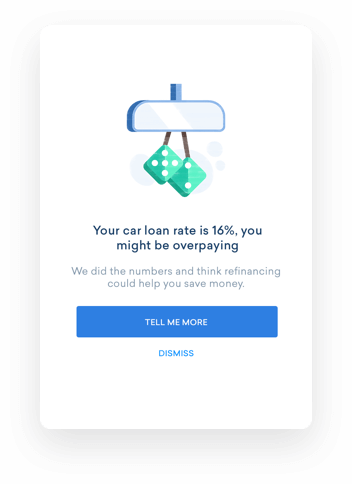 Your car loan rate is 16%, you
might be overpaying
We did the numbers and think refinancing
could help you save money.
TELL ME MORE
DISMISS